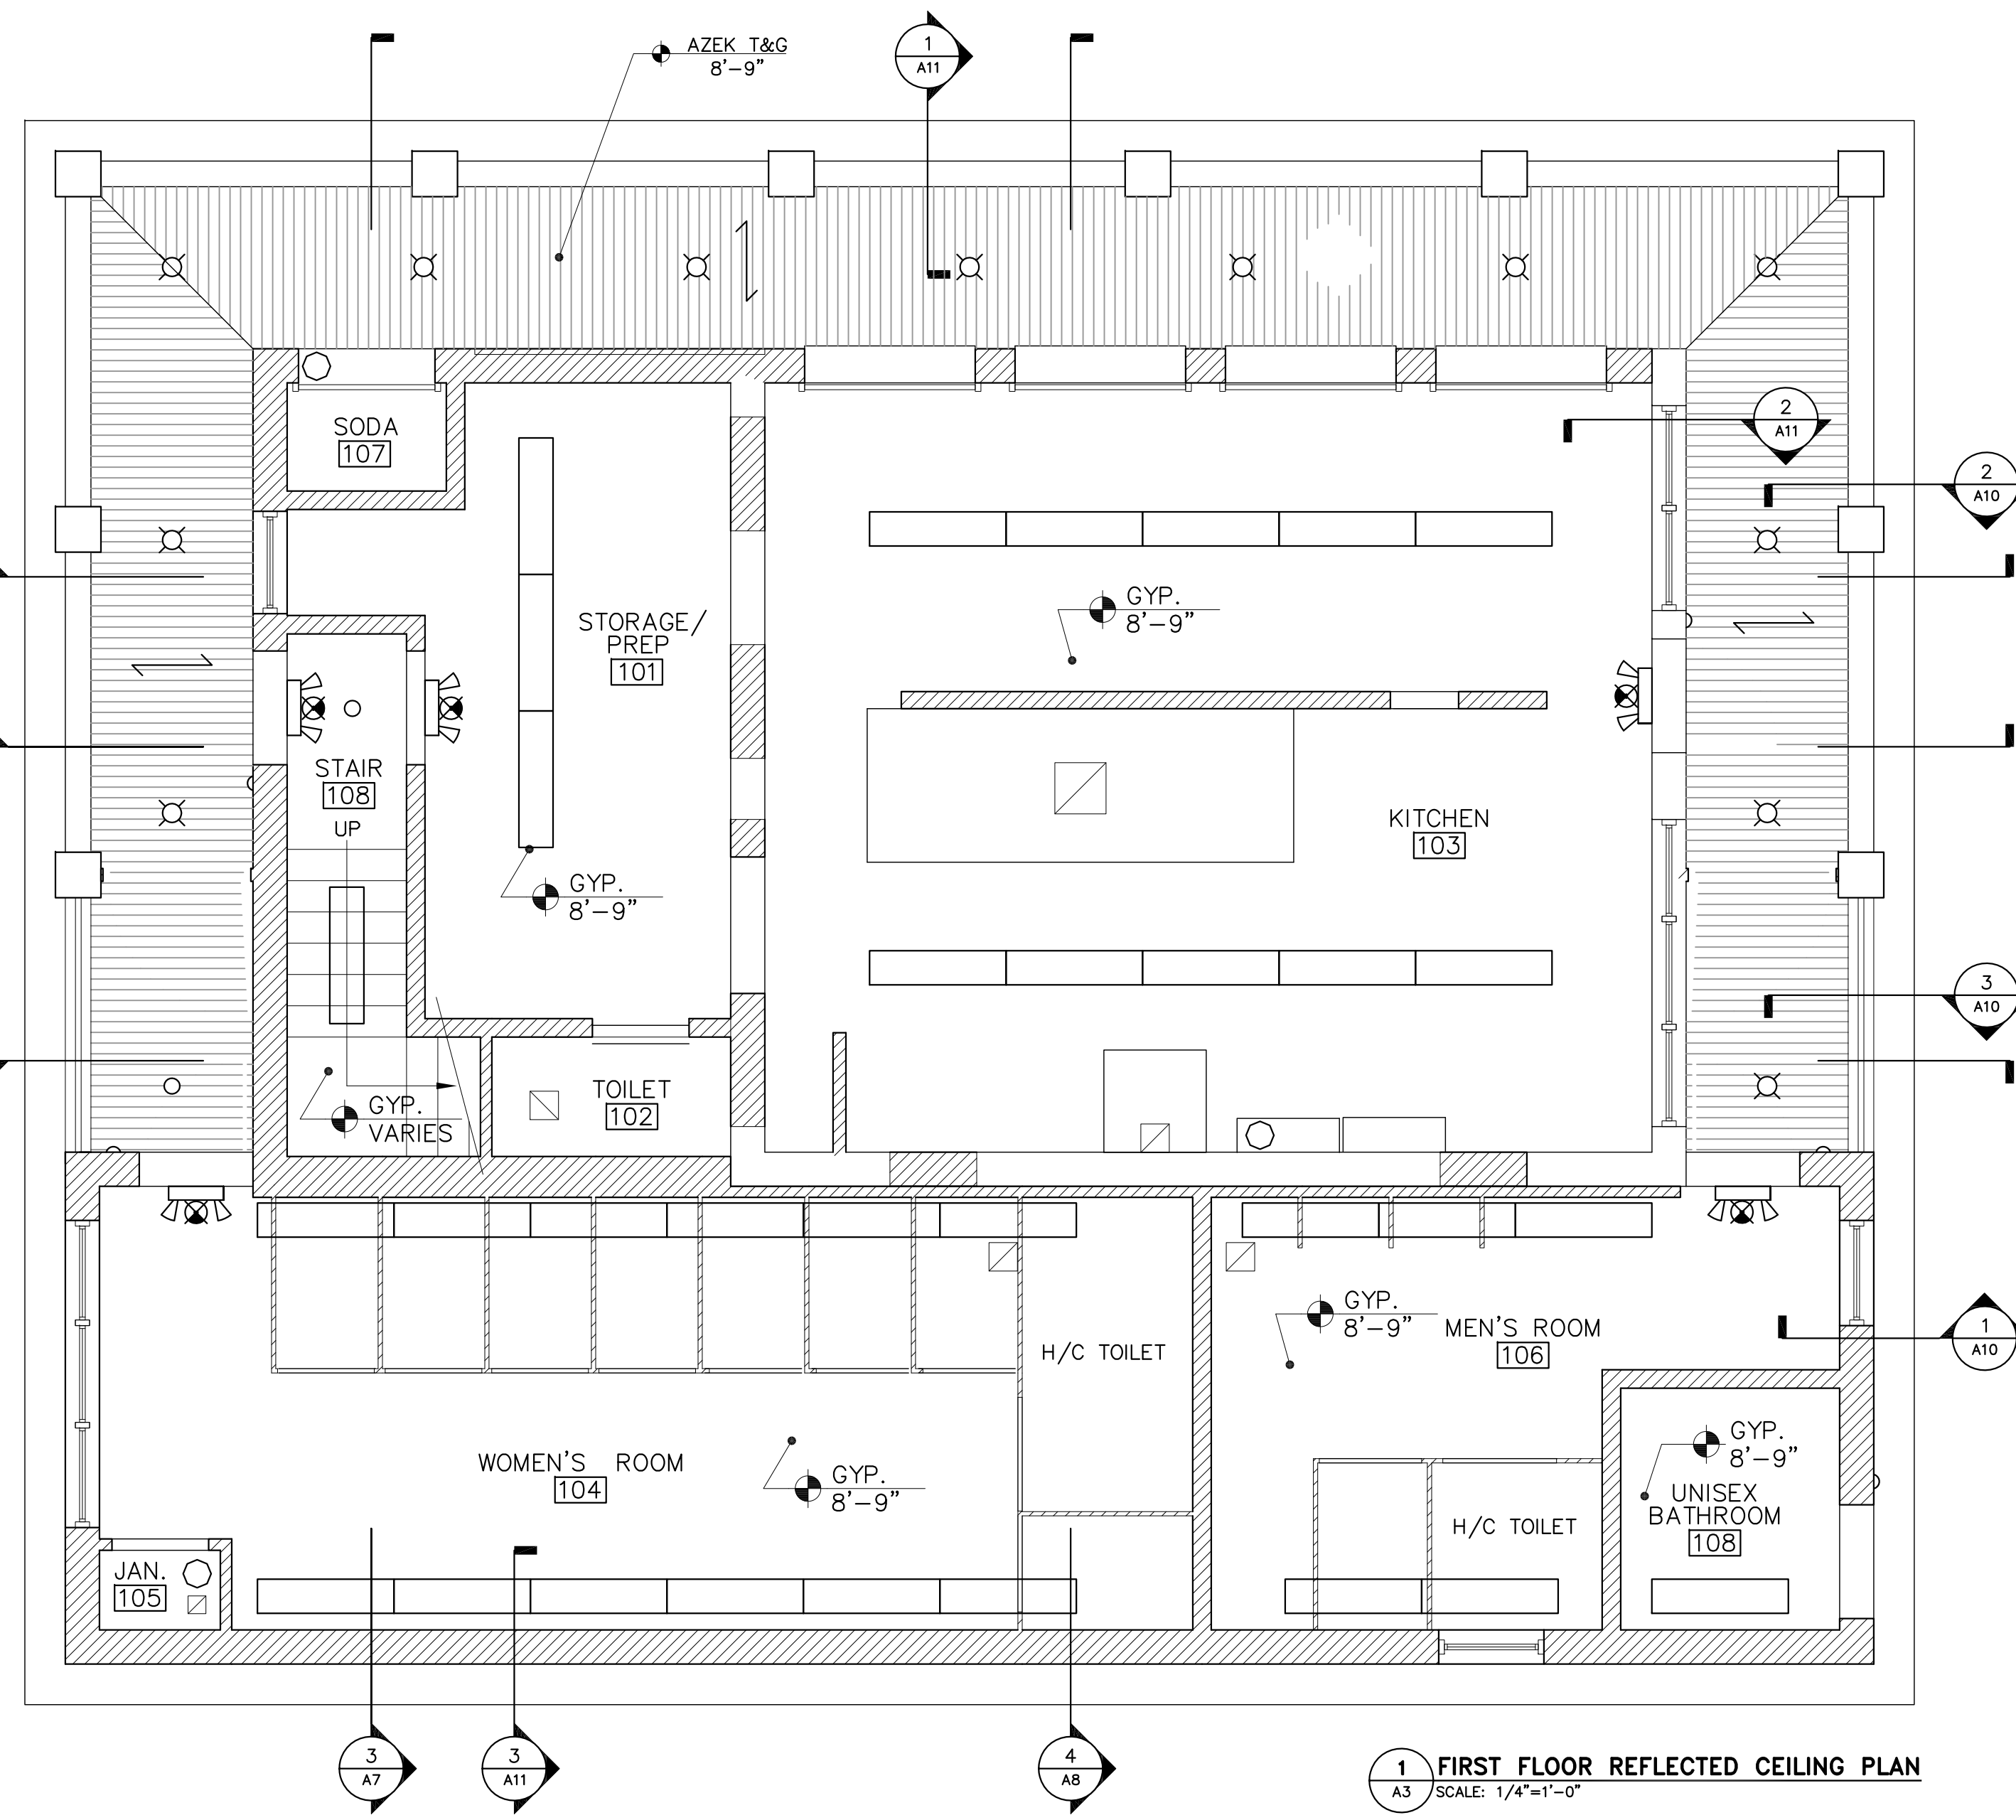 AZEK T&G
8'-9"
1
A11
SODA
107
2
A11
2
A10
STORAGE/
PREP
101
GYP.
8'-9"
STAIR
108
UP
KITCHEN
103
GYP.
8'-9"
3
A10
TOILET
102
GYP.
VARIES
H/C TOILET
GYP.
8'-9"
MEN'S ROOM
106
1
A10
WOMEN'S ROOM
104
GYP.
8'-9"
GYP.
8'-9"
UNISEX
BATHROOM
108
H/C TOILET
JAN.
105
3
A7
3
A11
4
A8
1
A3
FIRST FLOOR REFLECTED CEILING PLAN
SCALE: 1/4"=1'-0"